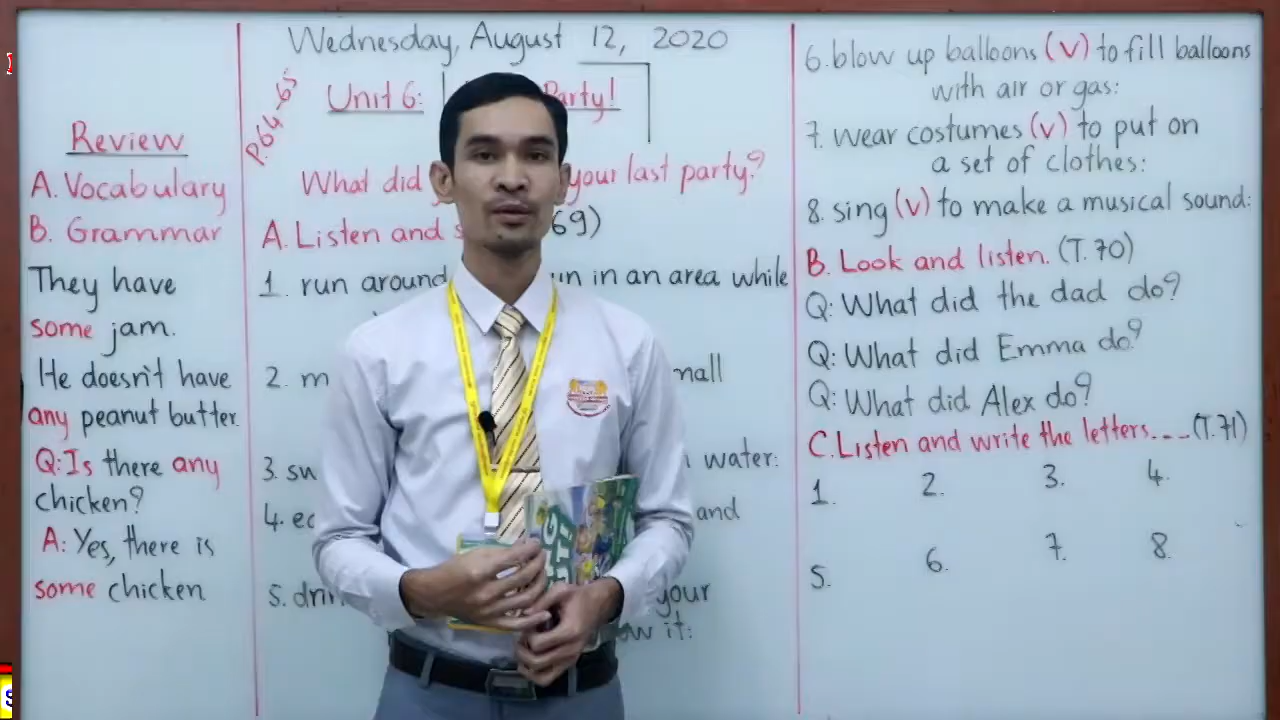 Review
A. Vocabulary
B. Grammar
They have
some jam.
He doesn't have
any peanut butter.
Q: Is there any
chicken?
A: Yes, there is
some chicken
Wednesday, August 12, 2020
P.64-65
Unit 6: Party!
What did your last party?
A. Listen and 69)
1. run around in an area while
2. small
3. water:
4. and
5. your
it:
6. blow up balloons (v) to fill balloons
with air or gas:
7. wear costumes (v) to put on
a set of clothes:
8. sing (v) to make a musical sound:
B. Look and listen. (T.70)
Q: What did the dad do?
Q: What did Emma do?
Q: What did Alex do?
C. Listen and write the letters.... (T.71)
1. 2. 3. 4.
5. 6. 7. 8.